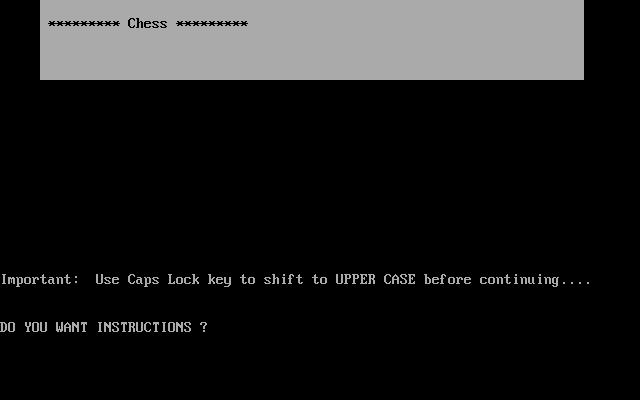 ********* Chess *********
Important:  Use Caps Lock key to shift to UPPER CASE before continuing....
DO YOU WANT INSTRUCTIONS ?